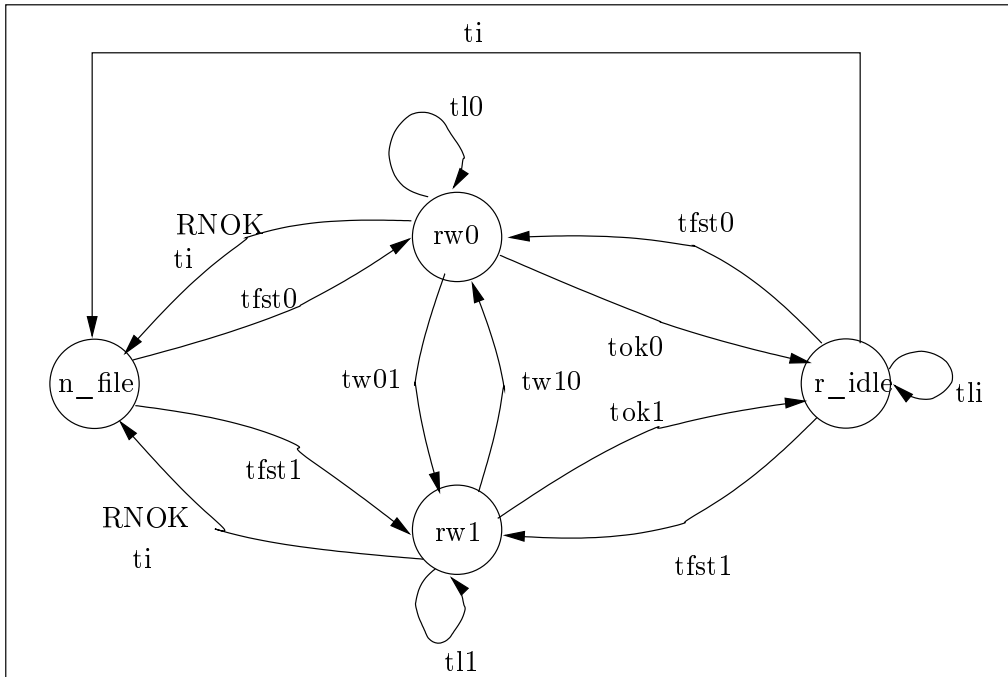 ti
tl0
RNOK
ti
tfst0
rw0
tfst0
tw01
tw10
tok0
n_file
r_idle
tli
tok1
tfst1
RNOK
ti
rw1
tfst1
tl1